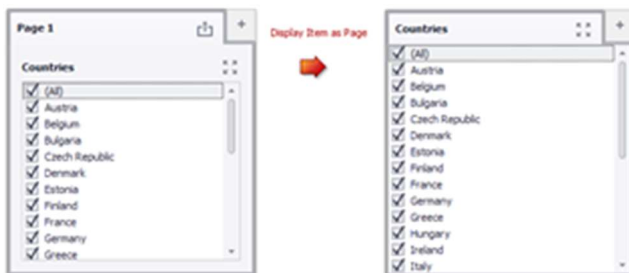 Page 1
+
Countries
(All)
Austria
Belgium
Bulgaria
Czech Republic
Denmark
Estonia
Finland
France
Germany
Greece
Display Item as Page
Countries
+
(All)
Austria
Belgium
Bulgaria
Czech Republic
Denmark
Estonia
Finland
France
Germany
Greece
Hungary
Ireland
Italy